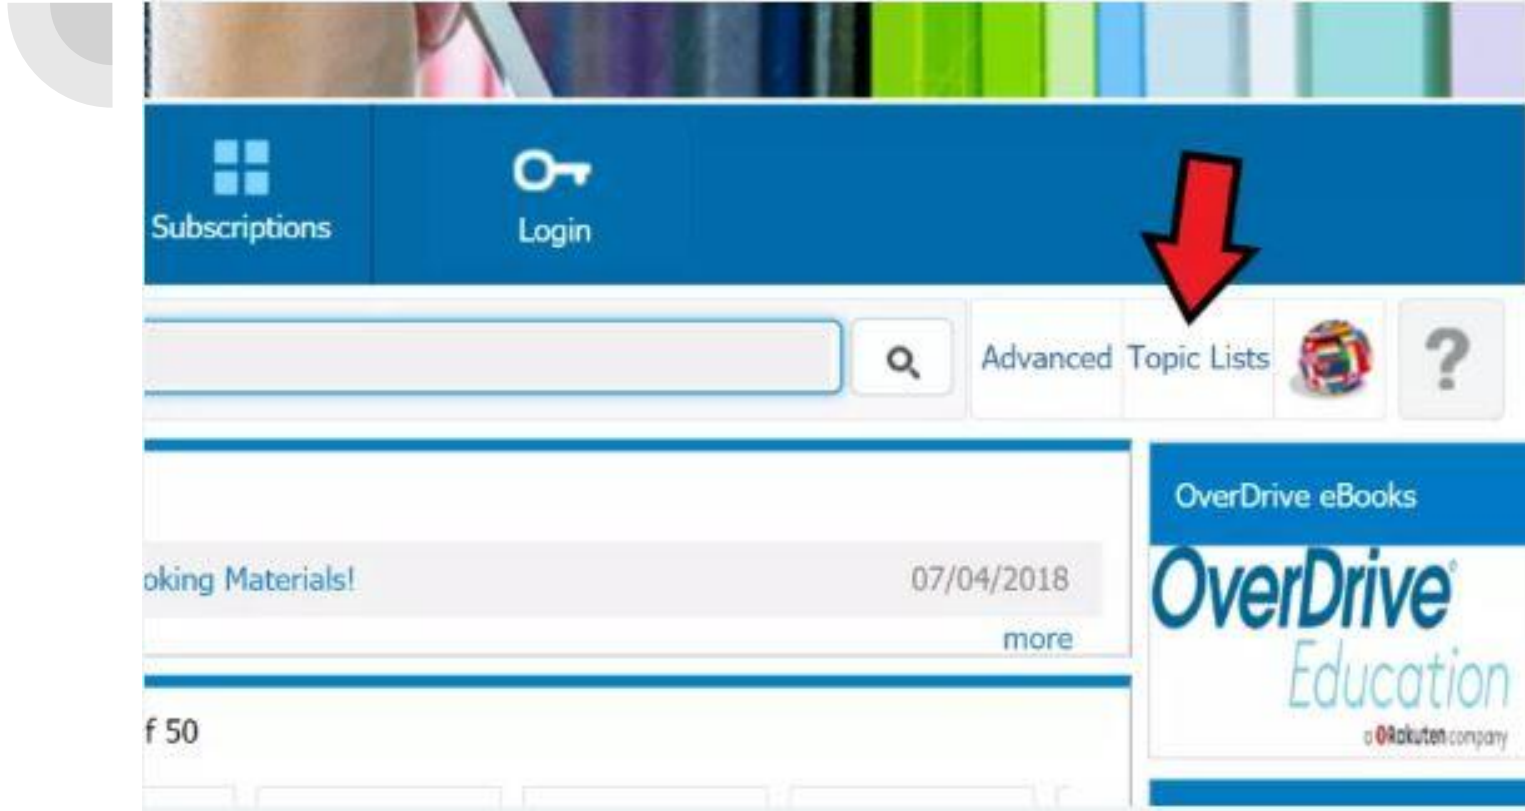 Subscriptions
Login
Advanced Topic Lists
?
OverDrive eBooks
OverDrive
Education
a Rakuten company
oking Materials!
07/04/2018
more
f 50